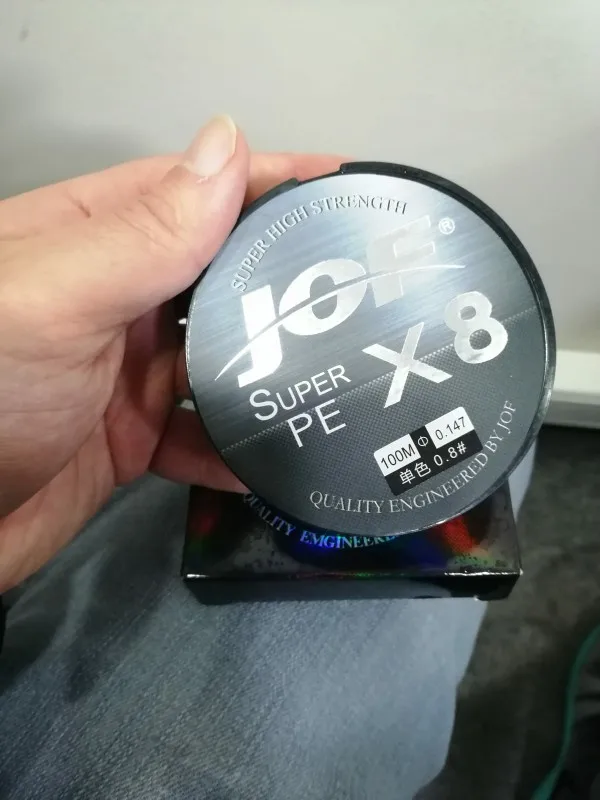 SUPER HIGH STRENGTH
JOF®
SUPER
PE
X8
100M Φ 0.147
单色 0.8#
QUALITY ENGINEERED BY JOF
QUALITY EMGINEERED